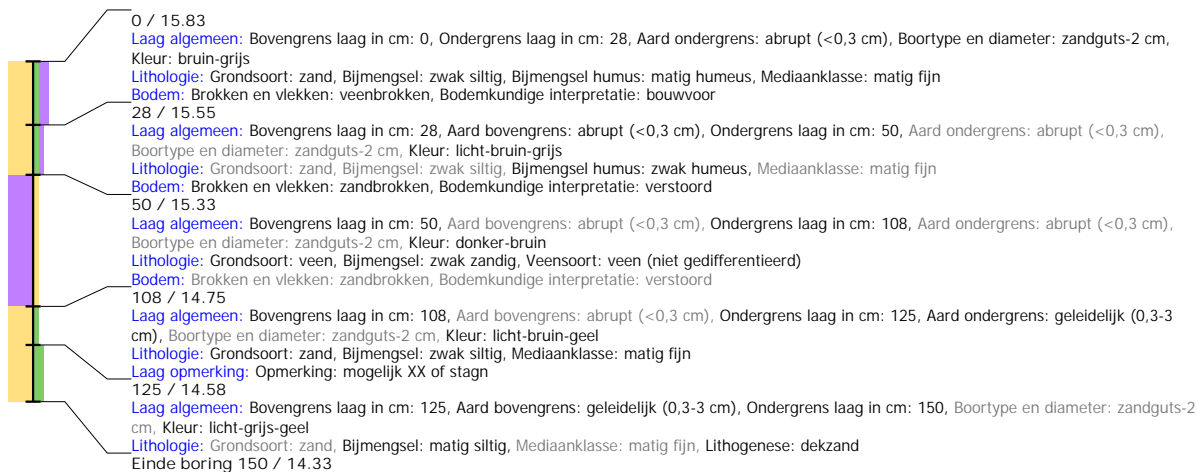 0 / 15.83
Laag algemeen: Bovengrens laag in cm: 0, Ondergrens laag in cm: 28, Aard ondergrens: abrupt (<0,3 cm), Boortype en diameter: zandguts-2 cm,
Kleur: bruin-grijs
Lithologie: Grondsoort: zand, Bijmengsel: zwak siltig, Bijmengsel humus: matig humeus, Mediaanklasse: matig fijn
Bodem: Brokken en vlekken: veenbrokken, Bodemkundige interpretatie: bouwvoor
28 / 15.55
Laag algemeen: Bovengrens laag in cm: 28, Aard bovengrens: abrupt (<0,3 cm), Ondergrens laag in cm: 50, Aard ondergrens: abrupt (<0,3 cm),
Boortype en diameter: zandguts-2 cm, Kleur: licht-bruin-grijs
Lithologie: Grondsoort: zand, Bijmengsel: zwak siltig, Bijmengsel humus: zwak humeus, Mediaanklasse: matig fijn
Bodem: Brokken en vlekken: zandbrokken, Bodemkundige interpretatie: verstoord
50 / 15.33
Laag algemeen: Bovengrens laag in cm: 50, Aard bovengrens: abrupt (<0,3 cm), Ondergrens laag in cm: 108, Aard ondergrens: abrupt (<0,3 cm),
Boortype en diameter: zandguts-2 cm, Kleur: donker-bruin
Lithologie: Grondsoort: veen, Bijmengsel: zwak zandig, Veensoort: veen (niet gedifferentieerd)
Bodem: Brokken en vlekken: zandbrokken, Bodemkundige interpretatie: verstoord
108 / 14.75
Laag algemeen: Bovengrens laag in cm: 108, Aard bovengrens: abrupt (<0,3 cm), Ondergrens laag in cm: 125, Aard ondergrens: geleidelijk (0,3-3
cm), Boortype en diameter: zandguts-2 cm, Kleur: licht-bruin-geel
Lithologie: Grondsoort: zand, Bijmengsel: zwak siltig, Mediaanklasse: matig fijn
Laag opmerking: Opmerking: mogelijk XX of stagn
125 / 14.58
Laag algemeen: Bovengrens laag in cm: 125, Aard bovengrens: geleidelijk (0,3-3 cm), Ondergrens laag in cm: 150, Boortype en diameter: zandguts-2
cm, Kleur: licht-grijs-geel
Lithologie: Grondsoort: zand, Bijmengsel: matig siltig, Mediaanklasse: matig fijn, Lithogenese: dekzand
Einde boring 150 / 14.33